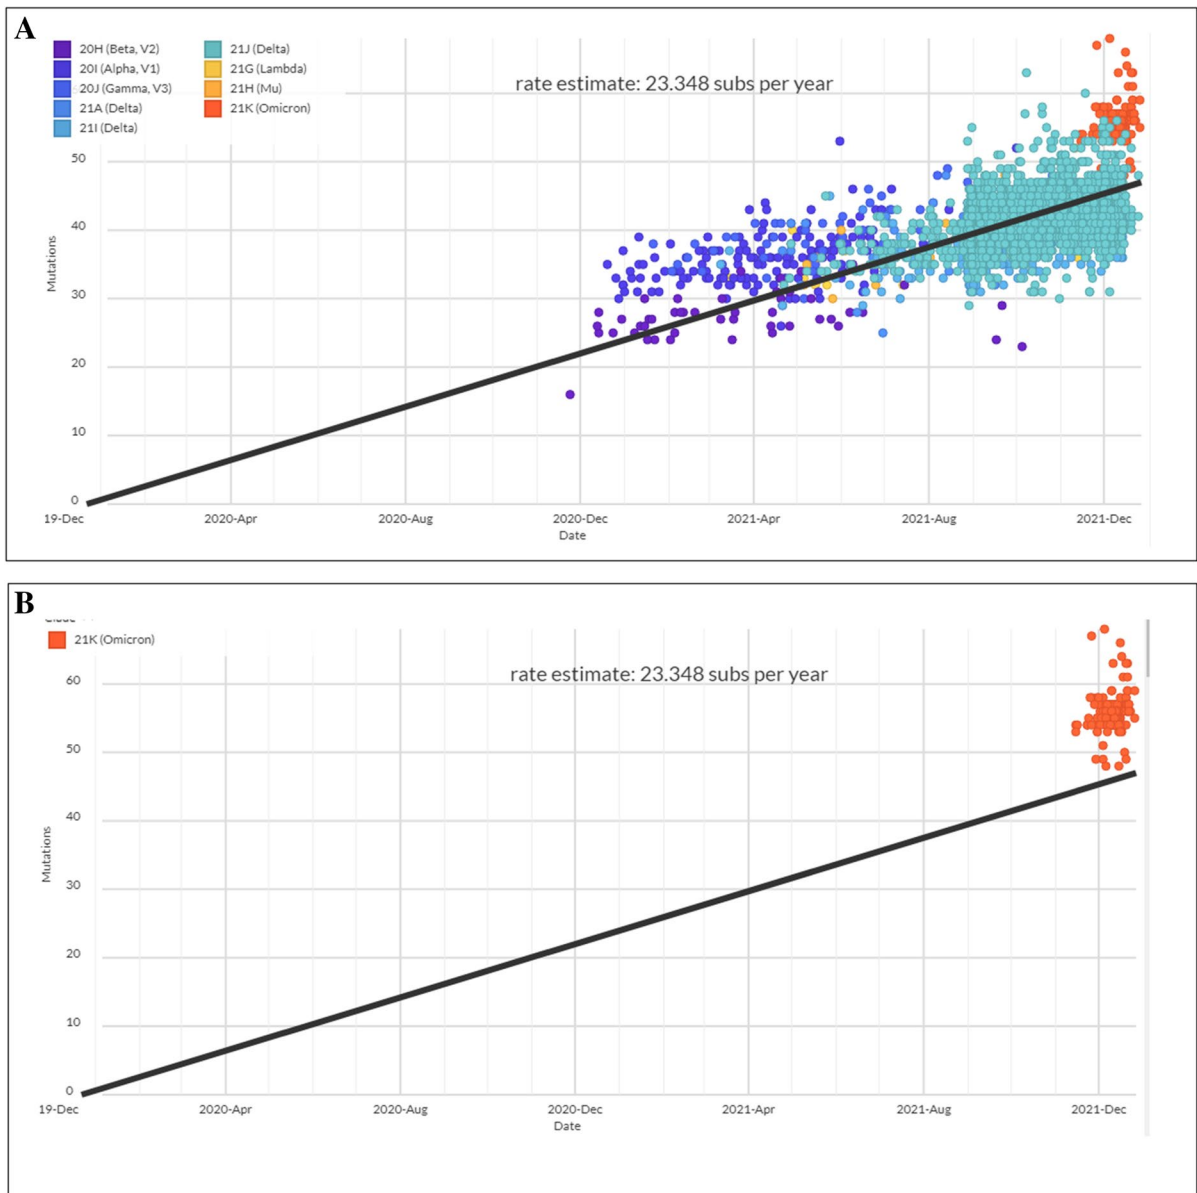 A
20H (Beta, V2)
20I (Alpha, V1)
20J (Gamma, V3)
21A (Delta)
21I (Delta)
21J (Delta)
21G (Lambda)
21H (Mu)
21K (Omicron)
rate estimate: 23.348 subs per year
50
40
30
20
10
0
Mutations
19-Dec
2020-Apr
2020-Aug
2020-Dec
2021-Apr
2021-Aug
2021-Dec
Date
B
21K (Omicron)
rate estimate: 23.348 subs per year
60
50
40
30
20
10
0
Mutations
19-Dec
2020-Apr
2020-Aug
2020-Dec
2021-Apr
2021-Aug
2021-Dec
Date